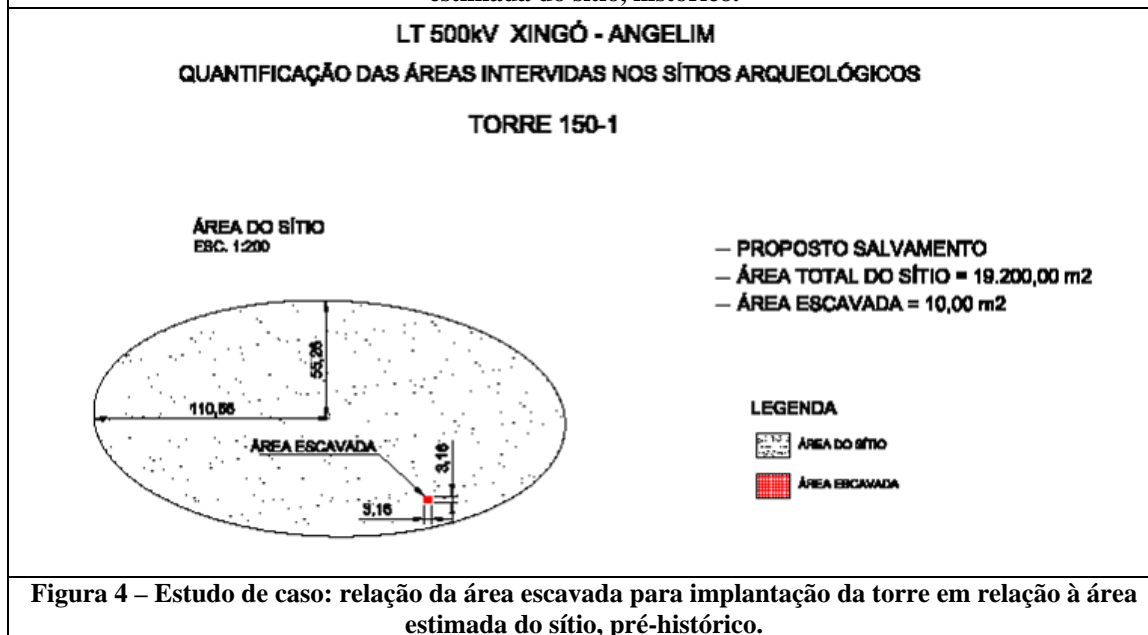 estimada do sítio, histórico.
LT 500kV XINGÓ - ANGELIM
QUANTIFICAÇÃO DAS ÁREAS INTERVIDAS NOS SÍTIOS ARQUEOLÓGICOS
TORRE 150-1
ÁREA DO SÍTIO
ESC. 1:200
— PROPOSTO SALVAMENTO
— ÁREA TOTAL DO SÍTIO = 19.200,00 m2
— ÁREA ESCAVADA = 10,00 m2
55,26
110,56
ÁREA ESCAVADA
3,16
3,16
LEGENDA
ÁREA DO SÍTIO
ÁREA ESCAVADA
Figura 4 – Estudo de caso: relação da área escavada para implantação da torre em relação à área
estimada do sítio, pré-histórico.